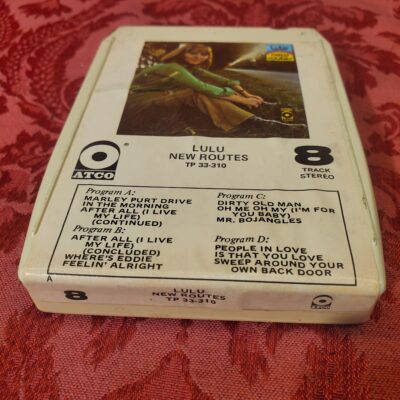 Lulu
LULU
NEW ROUTES
TP 33-310
ATCO
8
TRACK
STEREO
Program A:
MARLEY PURT DRIVE
IN THE MORNING
AFTER ALL (I LIVE
MY LIFE)
(CONTINUED)
Program B:
AFTER ALL (I LIVE
MY LIFE)
(CONCLUDED)
WHERE'S EDDIE
FEELIN' ALRIGHT
Program C:
DIRTY OLD MAN
OH ME OH MY (I'M FOR
YOU BABY)
MR. BOJANGLES
Program D:
PEOPLE IN LOVE
IS THAT YOU LOVE
SWEEP AROUND YOUR
OWN BACK DOOR
A
8
LULU
NEW ROUTES
TP 33-310
ATCO